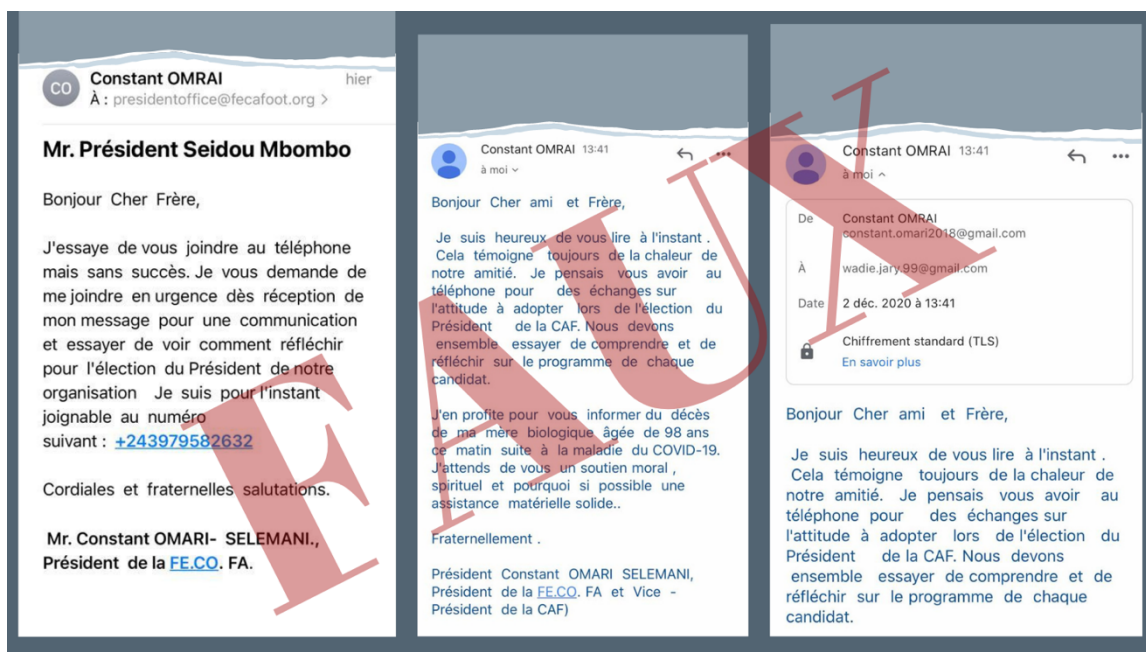 CO
Constant OMRAI
hier
À : presidentoffice@fecafoot.org >
Mr. Président Seidou Mbombo
Bonjour Cher Frère,
J'essaye de vous joindre au téléphone
mais sans succès. Je vous demande de
me joindre en urgence dès réception de
mon message pour une communication
et essayer de voir comment réfléchir
pour l'élection du Président de notre
organisation Je suis pour l'instant
joignable au numéro
suivant : +243979582632
Cordiales et fraternelles salutations.
Mr. Constant OMARI- SELEMANI.,
Président de la FE.CO. FA.
Constant OMRAI 13:41
à moi
Bonjour Cher ami et Frère,
Je suis heureux de vous lire à l'instant .
Cela témoigne toujours de la chaleur de
notre amitié. Je pensais vous avoir au
téléphone pour des échanges sur
l'attitude à adopter lors de l'élection du
Président de la CAF. Nous devons
ensemble essayer de comprendre et de
réfléchir sur le programme de chaque
candidat.
J'en profite pour vous informer du décès
de ma mère biologique âgée de 98 ans
ce matin suite à la maladie du COVID-19.
J'attends de vous un soutien moral ,
spirituel et pourquoi si possible une
assistance matérielle solide..
Fraternellement .
Président Constant OMARI SELEMANI,
Président de la FE.CO. FA et Vice -
Président de la CAF)
Constant OMRAI 13:41
à moi
De Constant OMRAI
constant.omari2018@gmail.com
À wadie.jary.99@gmail.com
Date 2 déc. 2020 à 13:41
Chiffrement standard (TLS)
En savoir plus
Bonjour Cher ami et Frère,
Je suis heureux de vous lire à l'instant .
Cela témoigne toujours de la chaleur de
notre amitié. Je pensais vous avoir au
téléphone pour des échanges sur
l'attitude à adopter lors de l'élection du
Président de la CAF. Nous devons
ensemble essayer de comprendre et de
réfléchir sur le programme de chaque
candidat.
FAUX